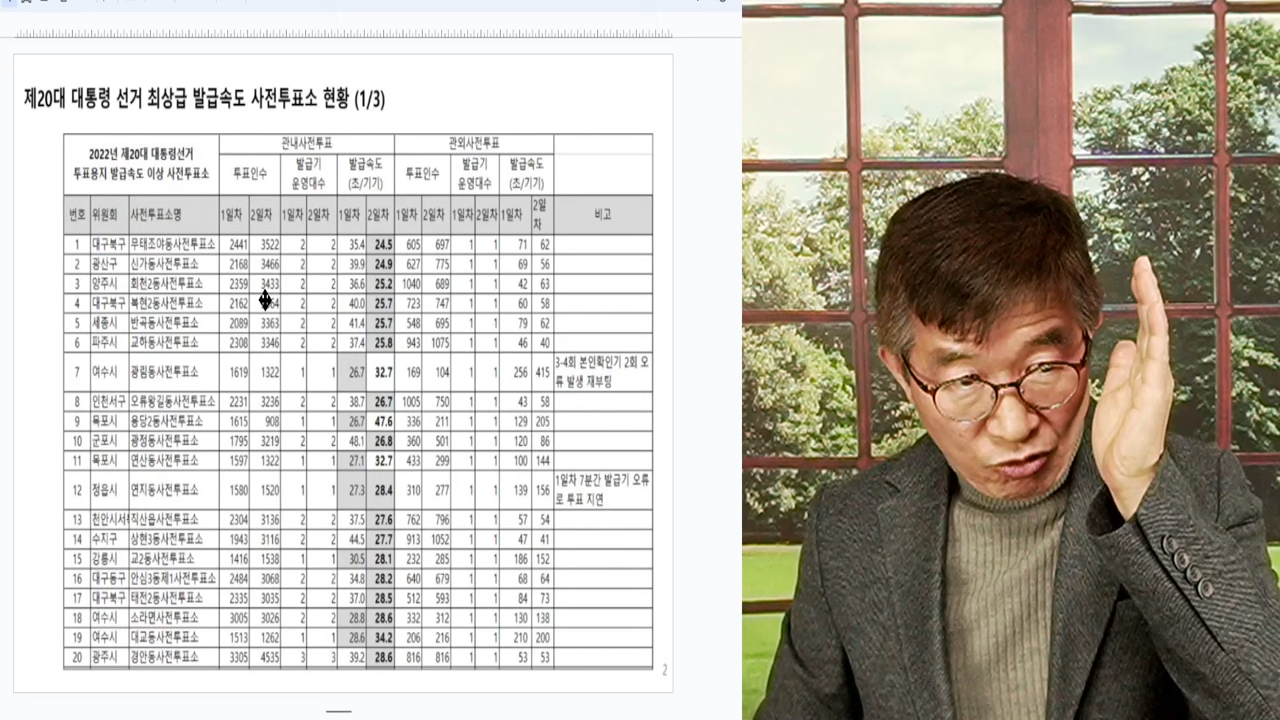 제20대 대통령 선거 최상급 발급속도 사전투표소 현황 (1/3)
2022년 제20대 대통령선거 투표용지 발급속도 이상 사전투표소 관내사전투표 관외사전투표
투표인수 발급기 운영대수 발급속도 (초/기기) 투표인수 발급기 운영대수 발급속도 (초/기기)
번호 위원회 사전투표소명 1일차 2일차 1일차 2일차 1일차 2일차 1일차 2일차 1일차 2일차 1일차 2일차 비고
1 대구북구 무태조야동사전투표소 2441 3522 2 2 35.4 24.5 605 697 1 1 71 62
2 광산구 신가동사전투표소 2168 3466 2 2 39.9 24.9 627 775 1 1 69 56
3 양주시 회천2동사전투표소 2359 3433 2 2 36.6 25.2 1040 689 1 1 42 63
4 대구북구 복현2동사전투표소 2162 2 2 40.0 25.7 723 747 1 1 60 58
5 세종시 반곡동사전투표소 2089 3363 2 2 41.4 25.7 548 695 1 1 79 62
6 파주시 교하동사전투표소 2308 3346 2 2 37.4 25.8 943 1075 1 1 46 40
7 여수시 광림동사전투표소 1619 1322 1 1 26.7 32.7 169 104 1 1 256 415 3-4회 본인확인기 2회 오류 발생 재부팅
8 인천서구 오류왕길동사전투표소 2231 3236 2 2 38.7 26.7 1005 750 1 1 43 58
9 목포시 용당2동사전투표소 1615 908 1 1 26.7 47.6 336 211 1 1 129 205
10 군포시 광정동사전투표소 1795 3219 2 2 48.1 26.8 360 501 1 1 120 86
11 목포시 연산동사전투표소 1597 1322 1 1 27.1 32.7 433 299 1 1 100 144
12 정읍시 연지동사전투표소 1580 1520 1 1 27.3 28.4 310 277 1 1 139 156 1일차 7분간 발급기 오류로 투표 지연
13 천안시서 직산읍사전투표소 2304 3136 2 2 37.5 27.6 762 796 1 1 57 54
14 수지구 상현3동사전투표소 1943 3116 2 2 44.5 27.7 913 1052 1 1 47 41
15 강릉시 교2동사전투표소 1416 1538 1 1 30.5 28.1 232 285 1 1 186 152
16 대구동구 안심3동제1사전투표소 2484 3068 2 2 34.8 28.2 640 679 1 1 68 64
17 대구북구 태전2동사전투표소 2335 3035 2 2 37.0 28.5 512 593 1 1 84 73
18 여수시 소라면사전투표소 3005 3026 2 2 28.8 28.6 332 312 1 1 130 138
19 여수시 대교동사전투표소 1513 1262 1 1 28.6 34.2 206 216 1 1 210 200
20 광주시 경안동사전투표소 3305 4535 3 3 39.2 28.6 816 816 1 1 53 53
2